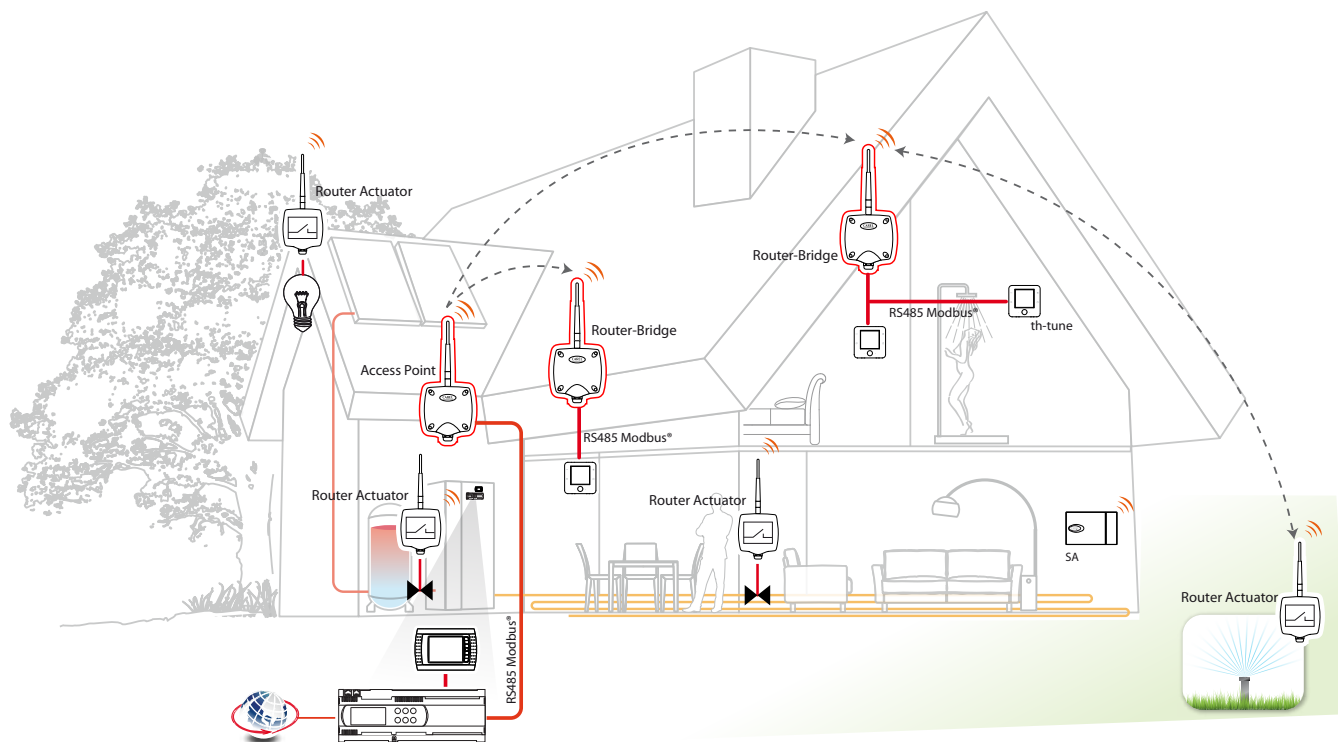 Router Actuator
Router-Bridge
RS485 Modbus®
th-tune
Router-Bridge
Access Point
RS485 Modbus®
Router Actuator
Router Actuator
SA
Router Actuator
RS485 Modbus®